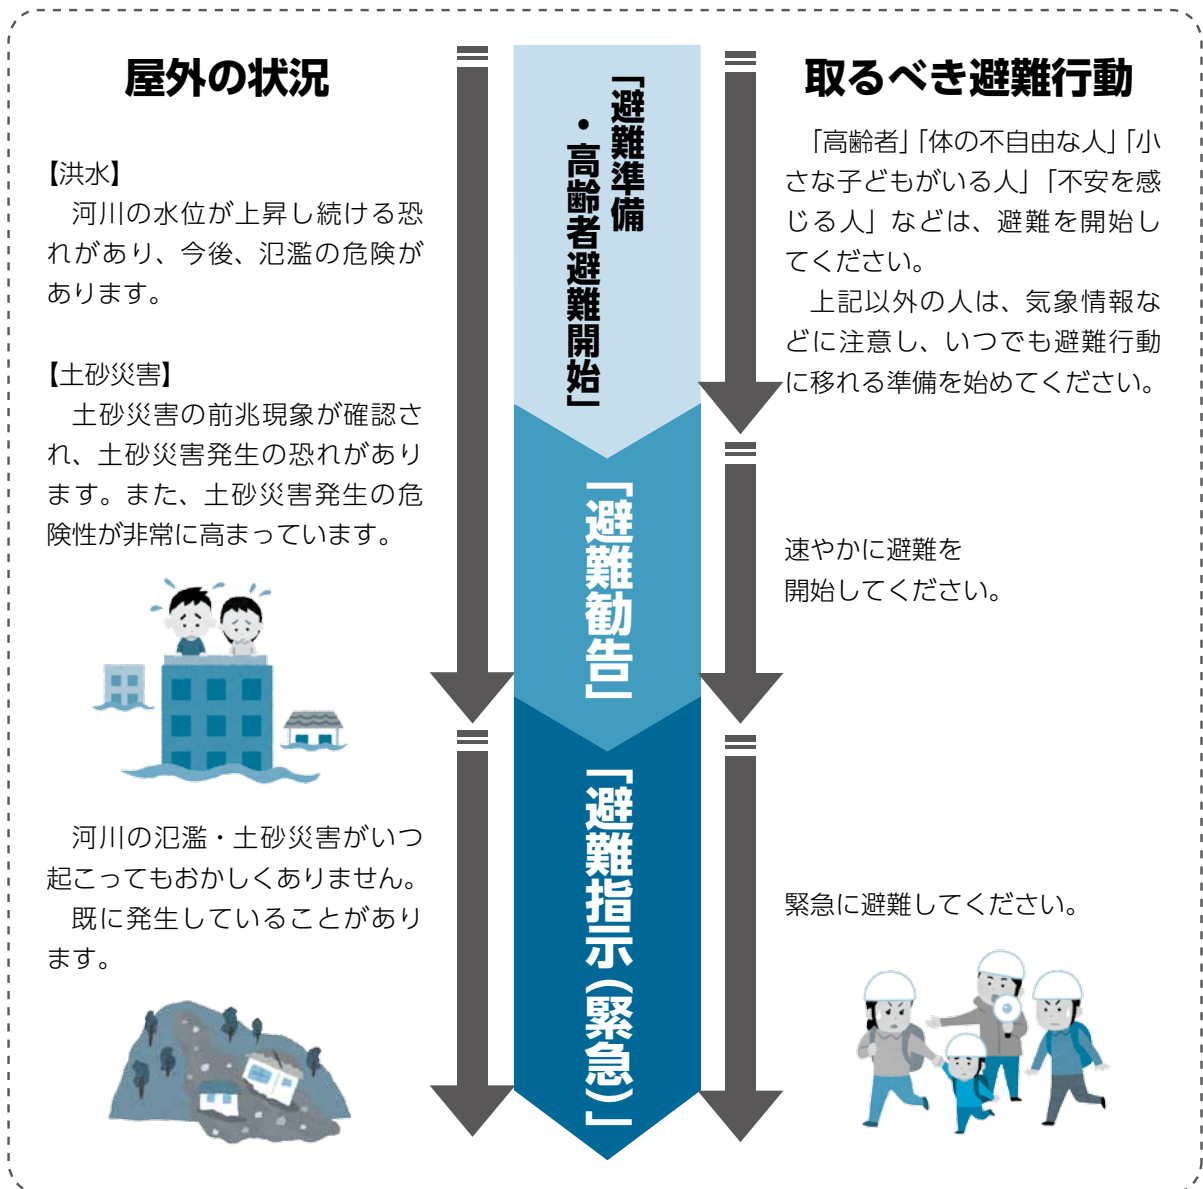 屋外の状況
【洪水】
河川の水位が上昇し続ける恐
れがあり、今後、氾濫の危険が
あります。
【土砂災害】
土砂災害の前兆現象が確認さ
れ、土砂災害発生の恐れがあり
ます。また、土砂災害発生の危
険性が非常に高まっています。
河川の氾濫・土砂災害がいつ
起こってもおかしくありません。
既に発生していることがあり
ます。
「避難準備
・高齢者避難開始」
「避難勧告」
「避難指示(緊急)」
取るべき避難行動
「高齢者」「体の不自由な人」「小
さな子どもがいる人」「不安を感
じる人」などは、避難を開始し
てください。
上記以外の人は、気象情報な
どに注意し、いつでも避難行動
に移れる準備を始めてください。
速やかに避難を
開始してください。
緊急に避難してください。